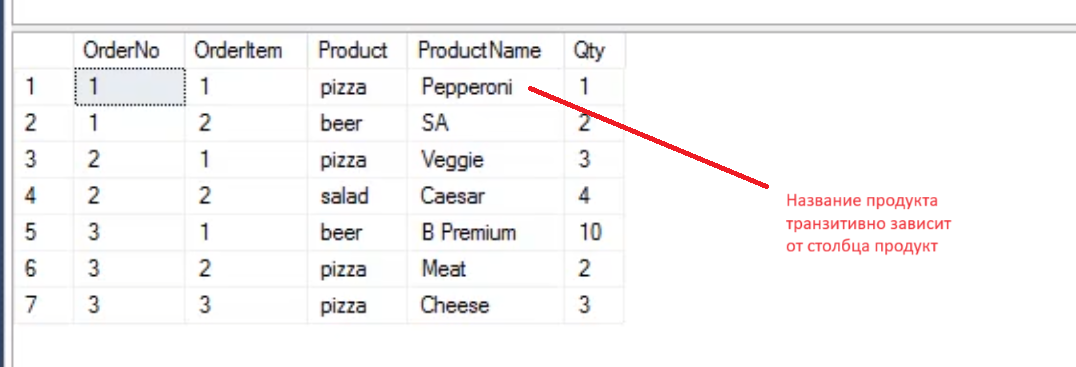 OrderNo OrderItem Product ProductName Qty
1 1 1 pizza Pepperoni 1
2 1 2 beer SA 2
3 2 1 pizza Veggie 3
4 2 2 salad Caesar 4
5 3 1 beer B Premium 10
6 3 2 pizza Meat 2
7 3 3 pizza Cheese 3
Название продукта
транзитивно зависит
от столбца продукт